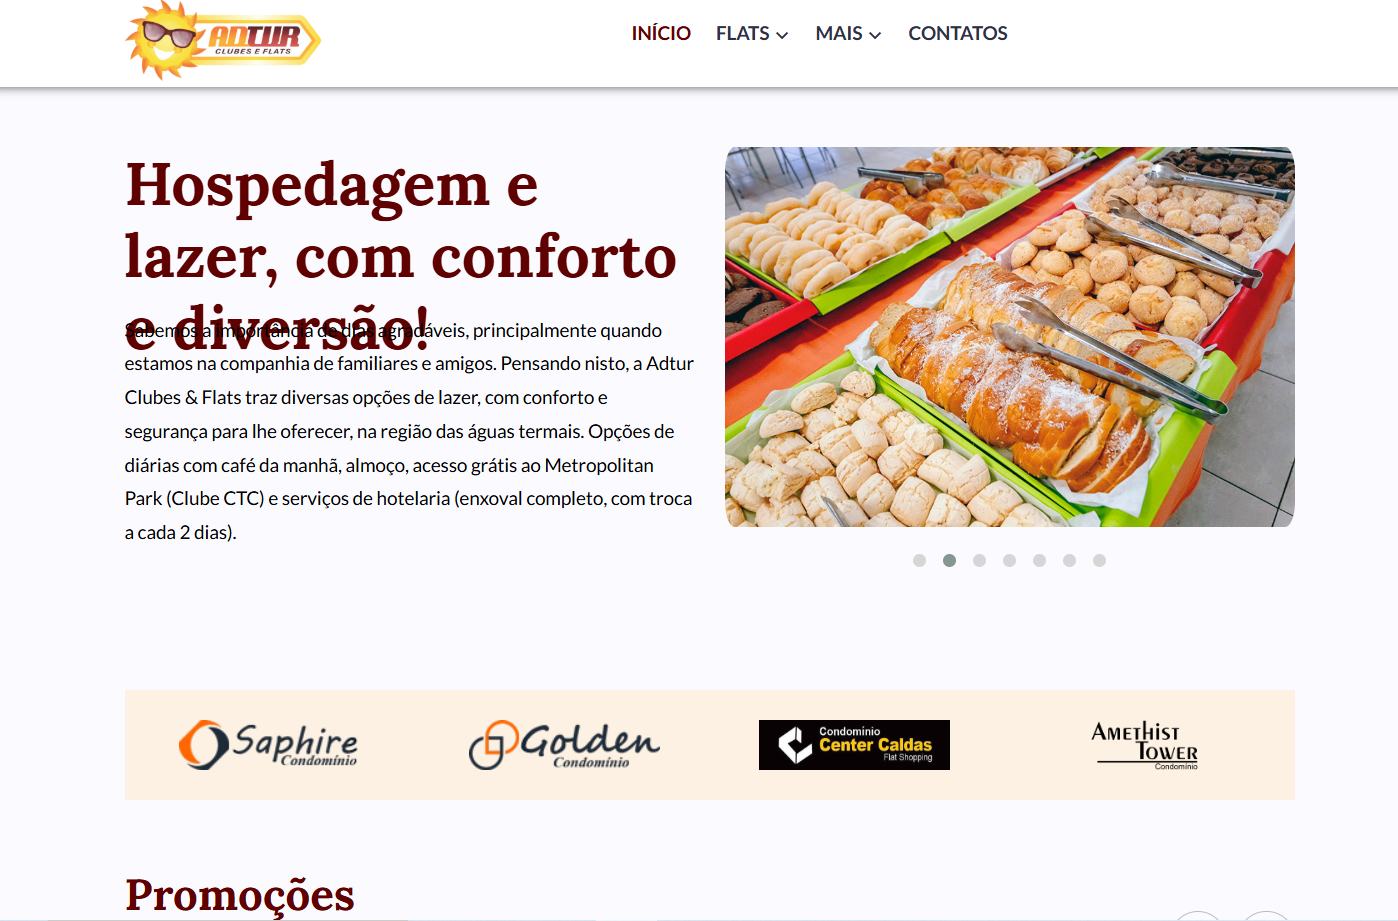 ADTUR
CLUBES E FLATS
INÍCIO FLATS MAIS CONTATOS
Hospedagem e
lazer, com conforto
e diversão!
Sabemos a importância de dias agradáveis, principalmente quando
estamos na companhia de familiares e amigos. Pensando nisto, a Adtur
Clubes & Flats traz diversas opções de lazer, com conforto e
segurança para lhe oferecer, na região das águas termais. Opções de
diárias com café da manhã, almoço, acesso grátis ao Metropolitan
Park (Clube CTC) e serviços de hotelaria (enxoval completo, com troca
a cada 2 dias).
Saphire
Condomínio
Golden
Condomínio
Condomínio
Center Caldas
Flat Shopping
Amethist
Tower
Condomínio
Promoções